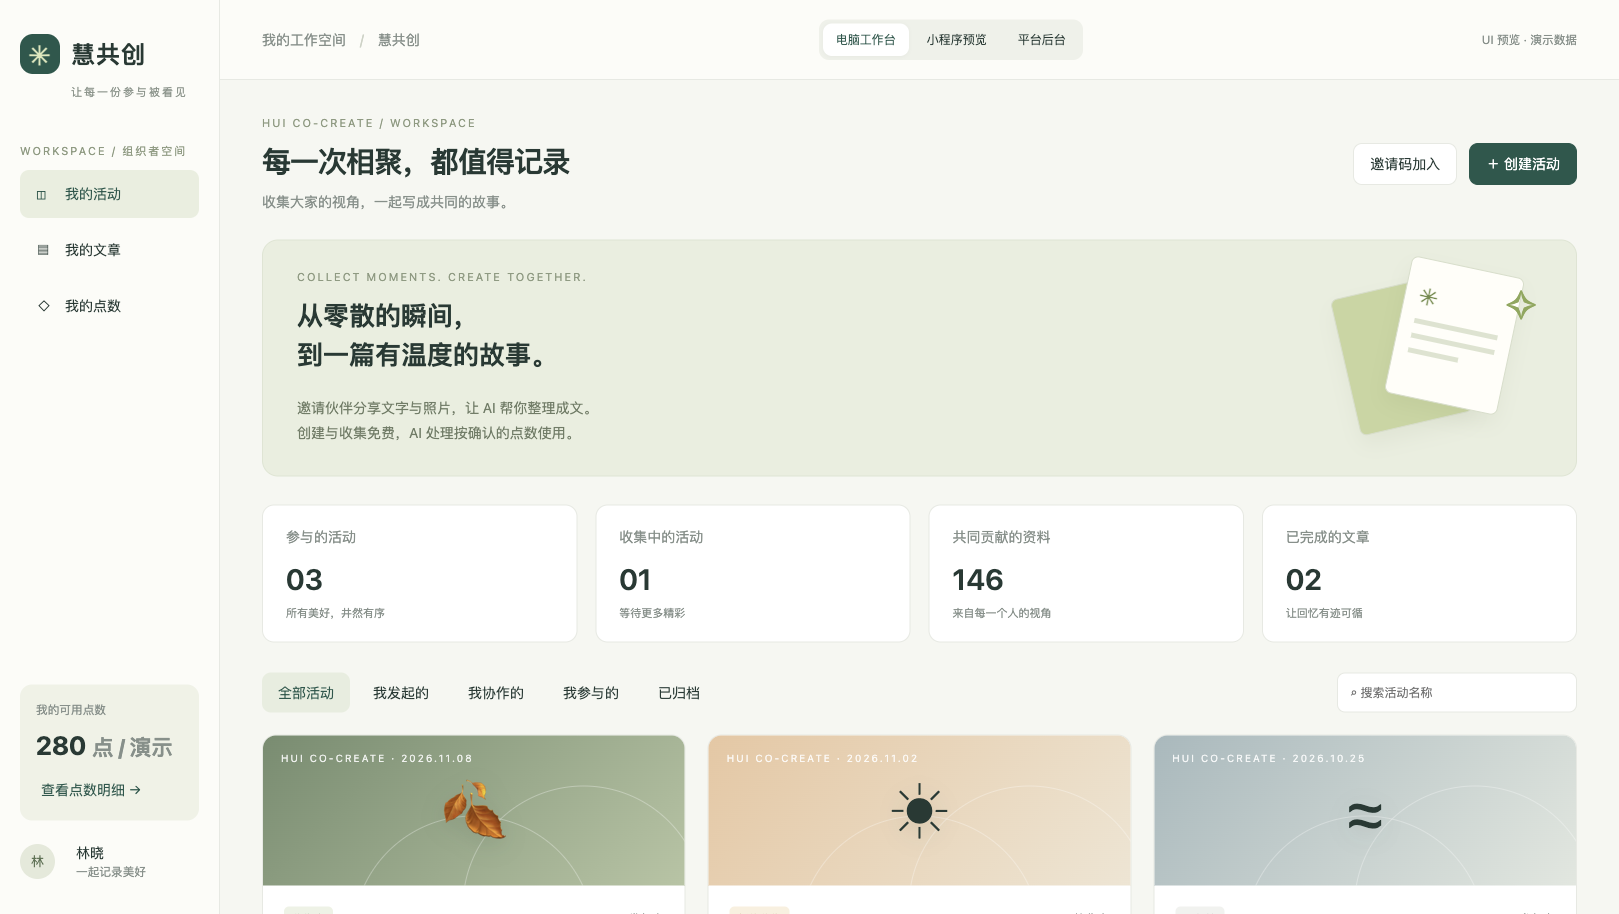 慧共创
让每一份参与被看见
WORKSPACE / 组织者空间
我的活动
我的文章
我的点数
我的可用点数
280 点 / 演示
查看点数明细 →
林
林晓
一起记录美好
我的工作空间 / 慧共创
电脑工作台
小程序预览
平台后台
UI 预览 · 演示数据
HUI CO-CREATE / WORKSPACE
每一次相聚，都值得记录
收集大家的视角，一起写成共同的故事。
邀请码加入
+ 创建活动
COLLECT MOMENTS. CREATE TOGETHER.
从零散的瞬间，
到一篇有温度的故事。
邀请伙伴分享文字与照片，让 AI 帮你整理成文。
创建与收集免费，AI 处理按确认的点数使用。
参与的活动
03
所有美好，井然有序
收集中的活动
01
等待更多精彩
共同贡献的资料
146
来自每一个人的视角
已完成的文章
02
让回忆有迹可循
全部活动
我发起的
我协作的
我参与的
已归档
搜索活动名称
HUI CO-CREATE · 2026.11.08
HUI CO-CREATE · 2026.11.02
HUI CO-CREATE · 2026.10.25